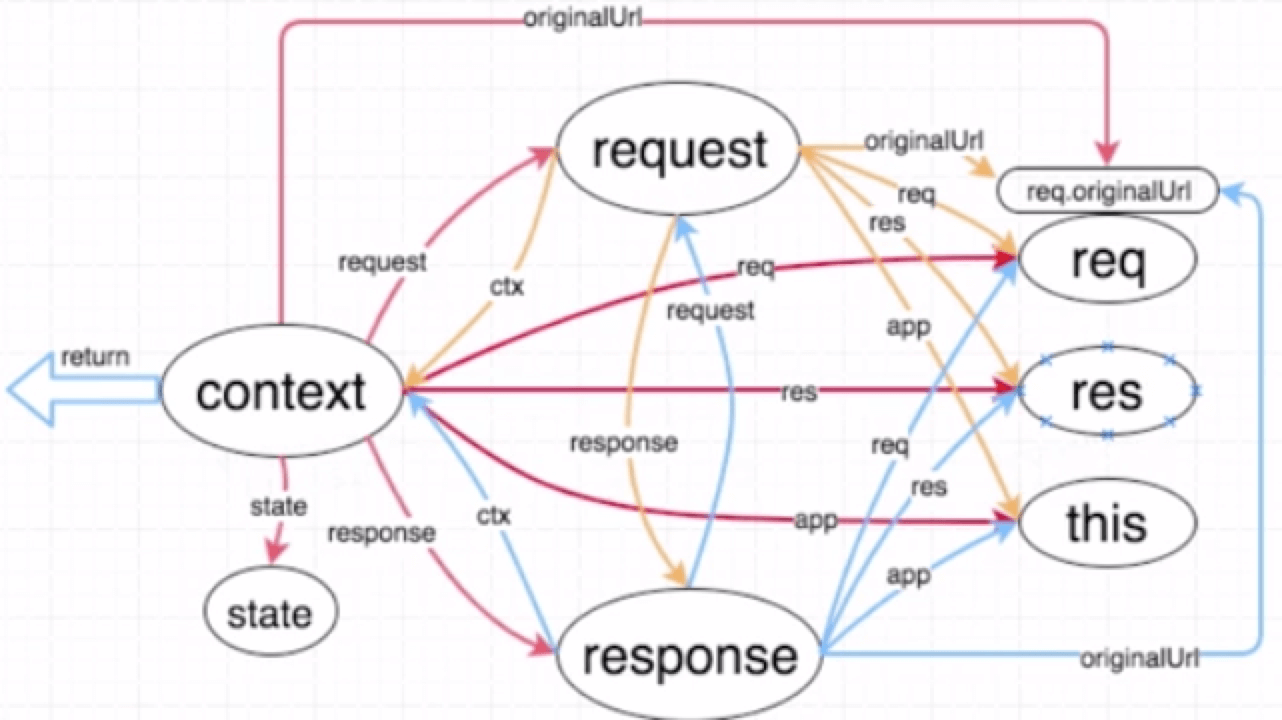 originalUrl
request
originalUrl
req
req.originalUrl
res
request
ctx
req
req
request
app
return
context
res
res
response
req
res
state
response
ctx
app
this
app
state
response
originalUrl